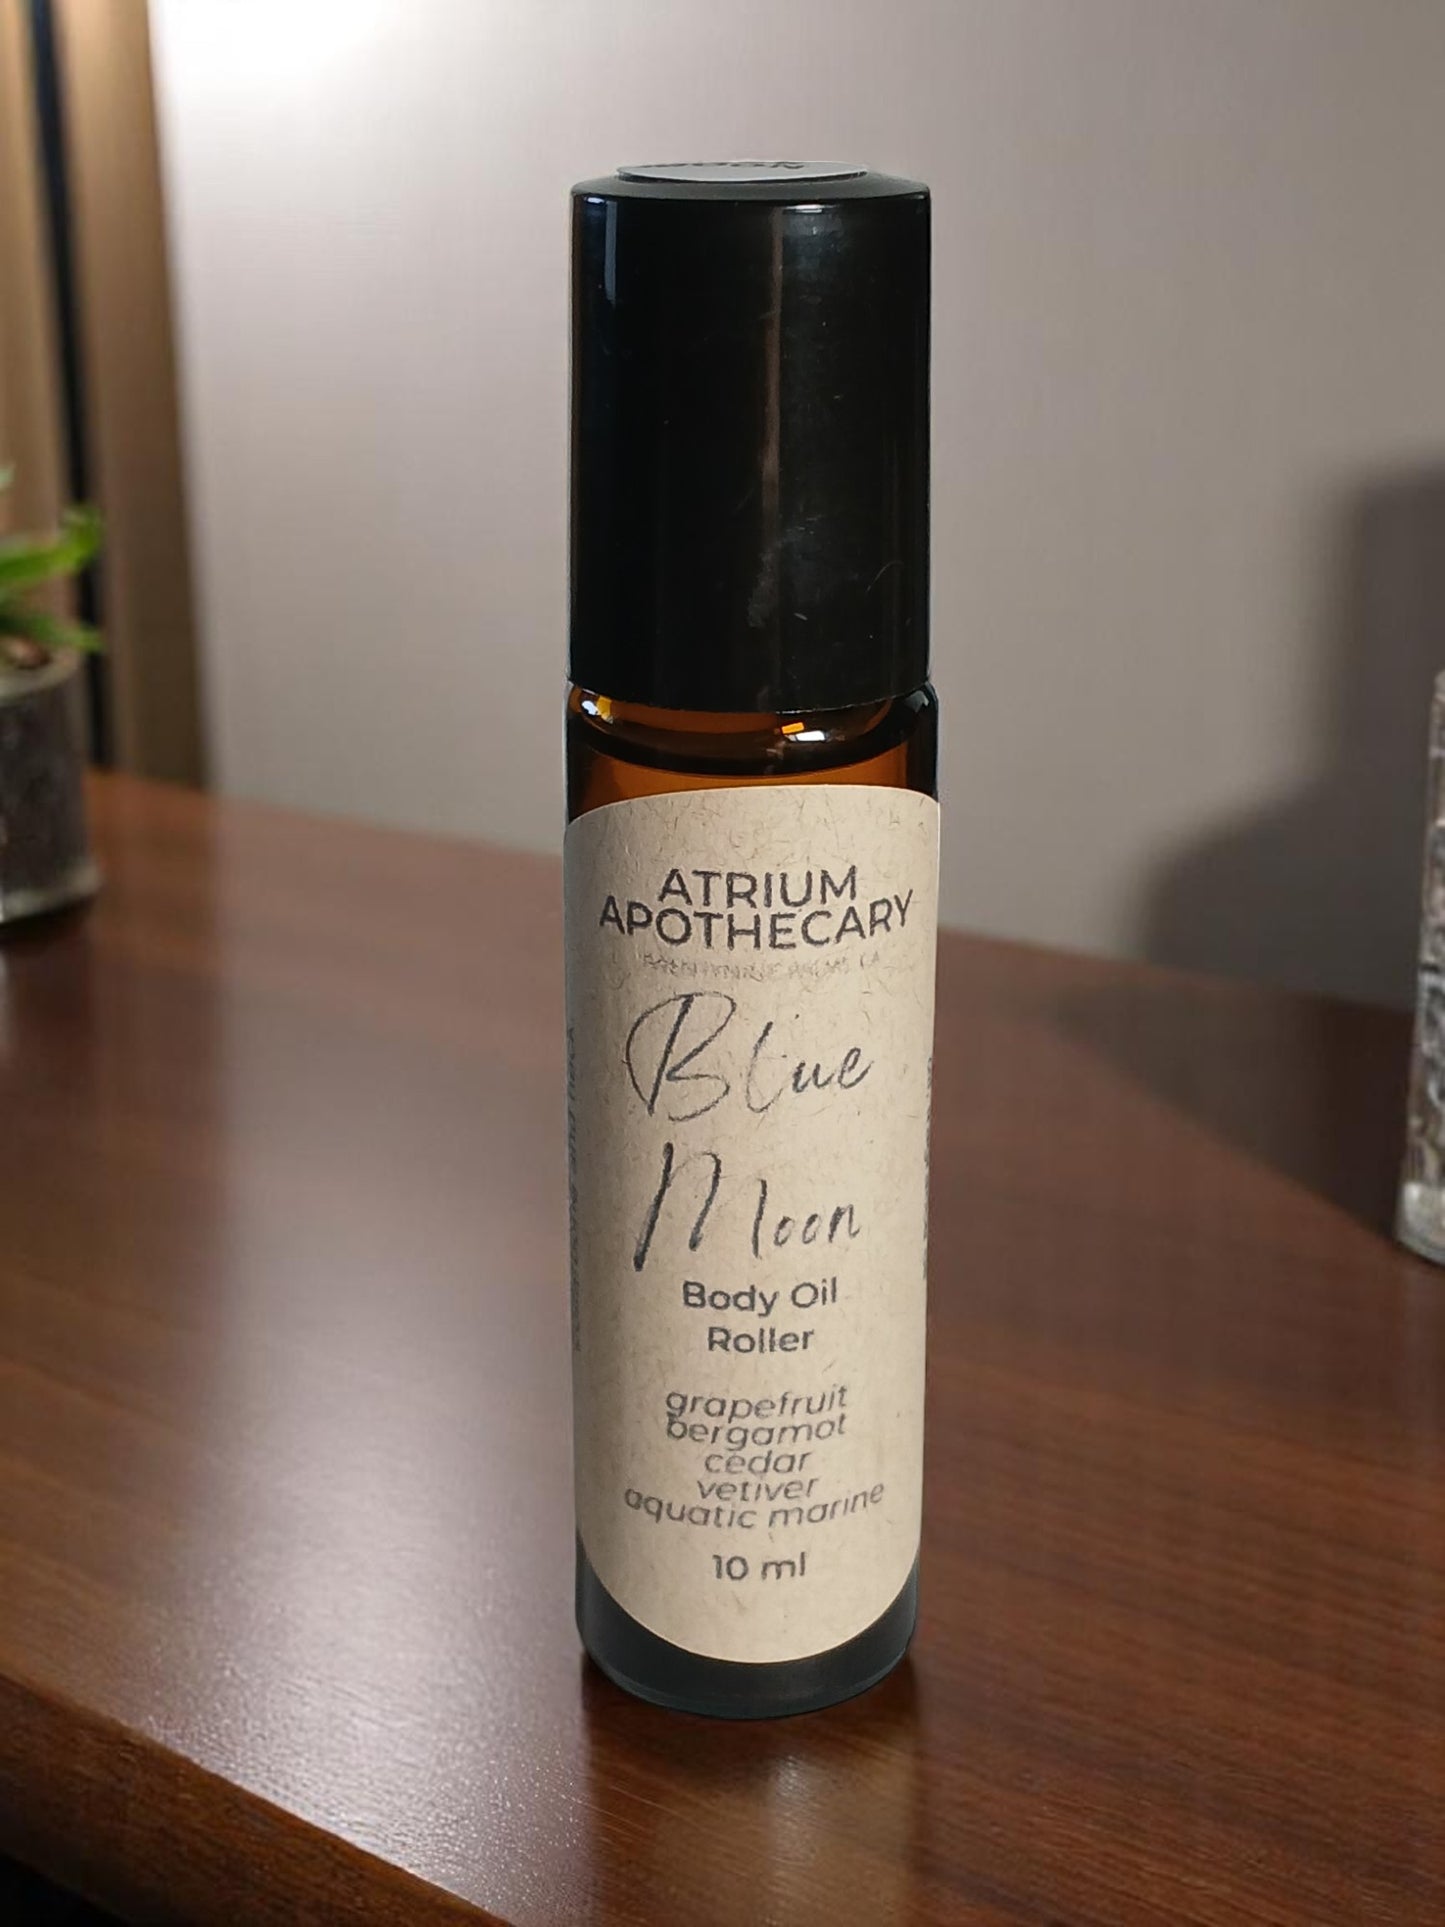 ATRIUM
APOTHECARY
Blue
Moon
Body Oil
Roller
grapefruit
bergamot
cedar
vetiver
aquatic marine
10 ml